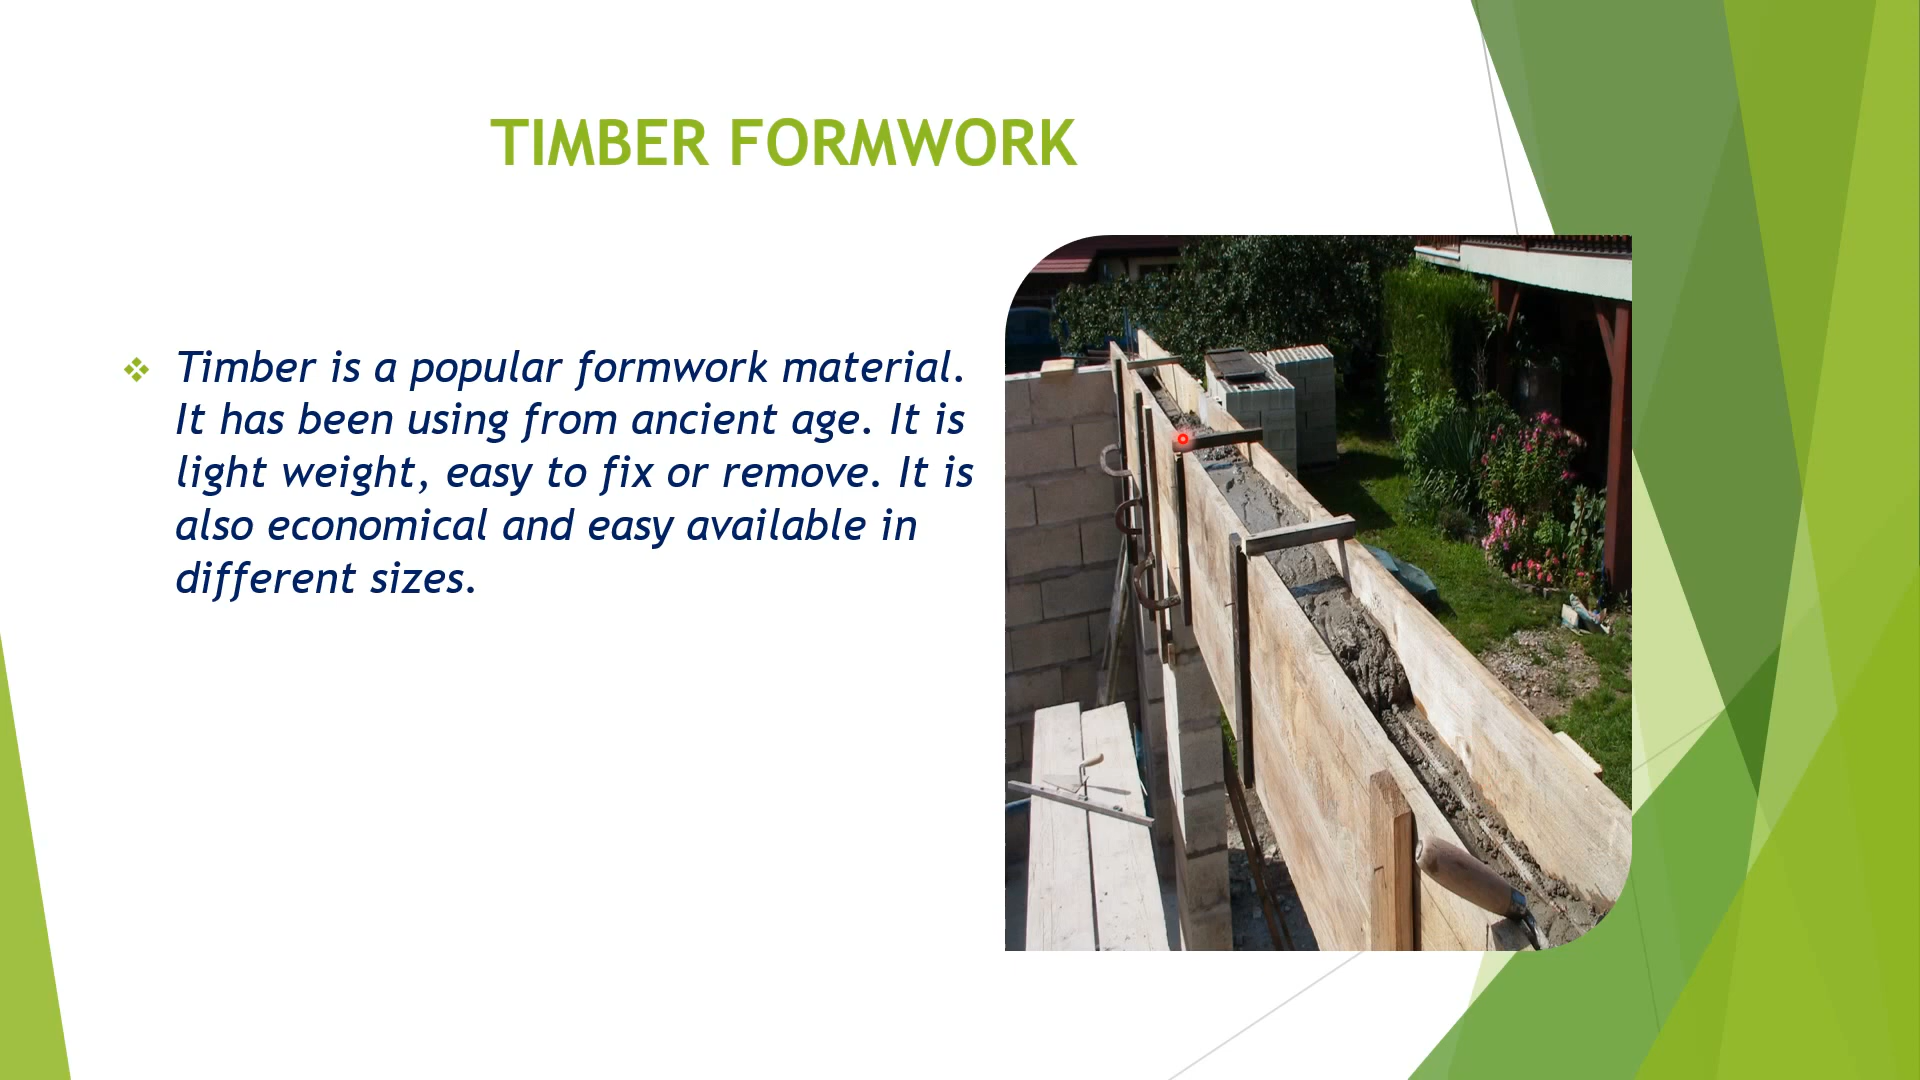 TIMBER FORMWORK
Timber is a popular formwork material.
It has been using from ancient age. It is
light weight, easy to fix or remove. It is
also economical and easy available in
different sizes.